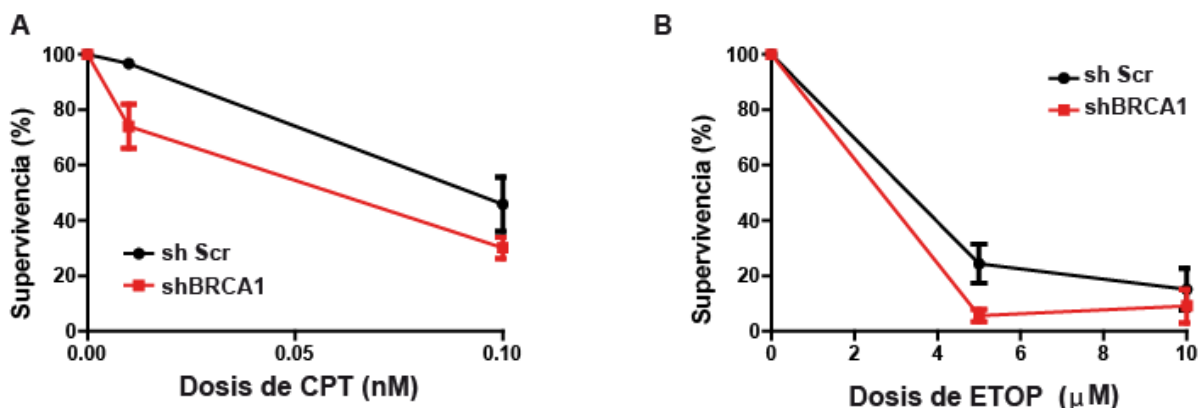 A
Supervivencia (%)
100
80
60
40
20
0
sh Scr
shBRCA1
0.00
0.05
0.10
Dosis de CPT (nM)
B
Supervivencia (%)
100
80
60
40
20
0
sh Scr
shBRCA1
0
2
4
6
8
10
Dosis de ETOP (μM)